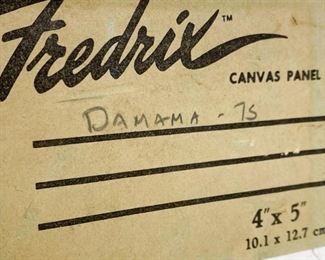 Fredrix™
CANVAS PANEL
DAMAMA - 75
4" x 5"
10.1 x 12.7 cm